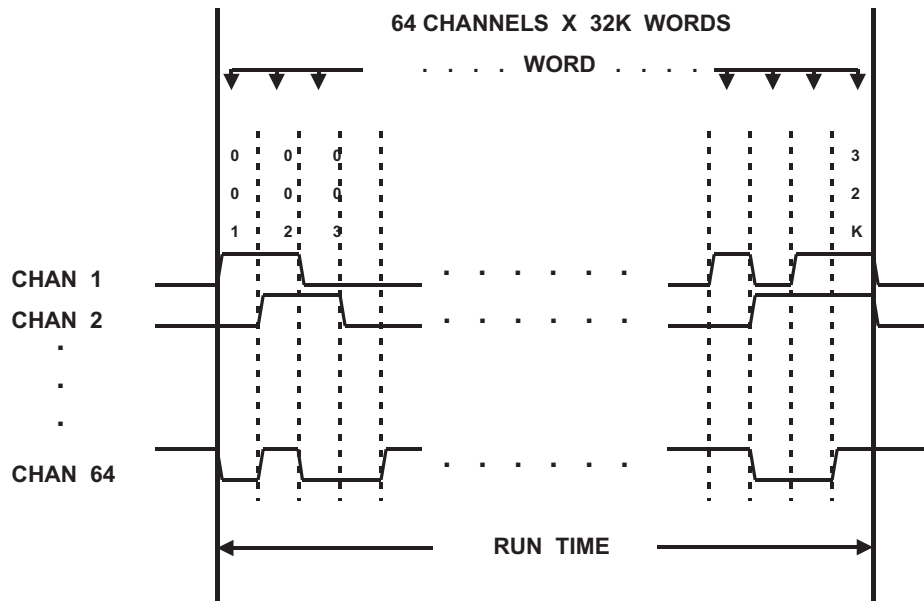 64 CHANNELS X 32K WORDS
. . . . WORD . . . .
0 0 0 3
0 0 0 2
1 2 3 K
CHAN 1 . . . . . .
CHAN 2 . . . . . .
.
.
.
CHAN 64 . . . . . .
RUN TIME